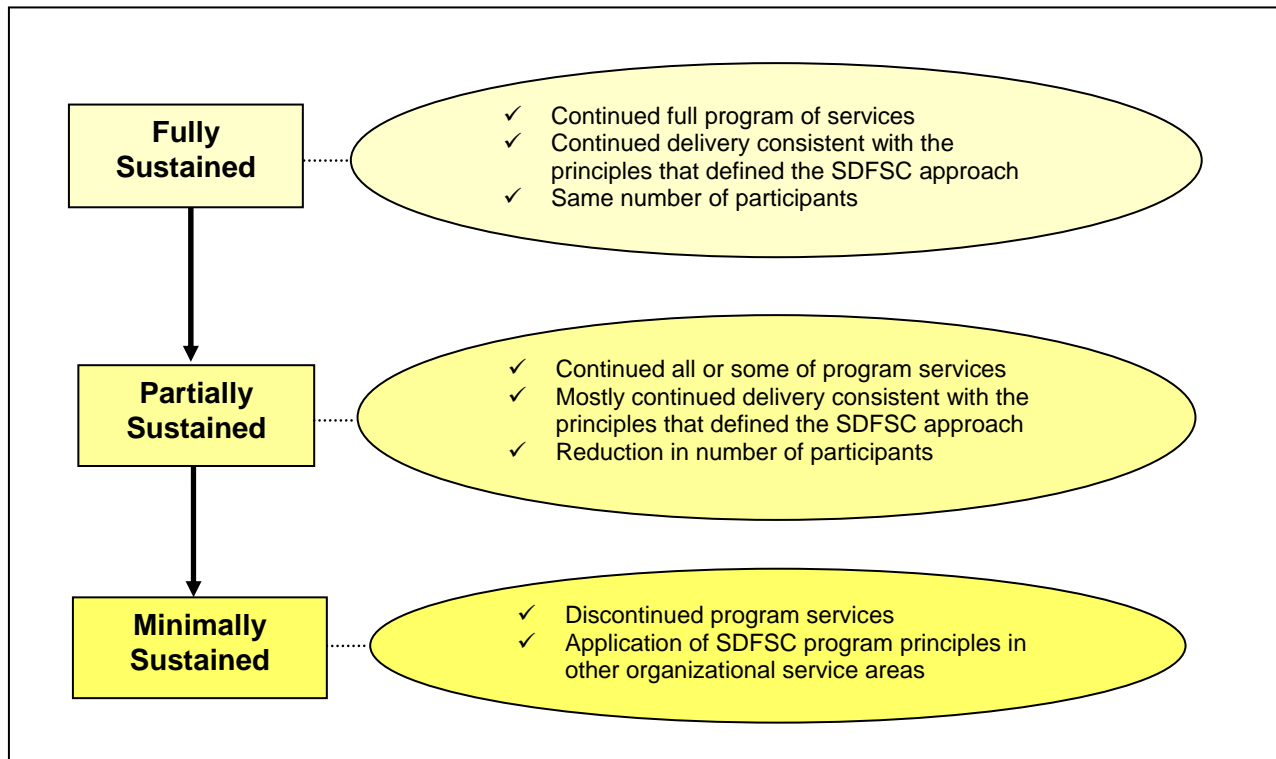 Fully
Sustained
✓ Continued full program of services
✓ Continued delivery consistent with the
principles that defined the SDFSC approach
✓ Same number of participants
Partially
Sustained
✓ Continued all or some of program services
✓ Mostly continued delivery consistent with the
principles that defined the SDFSC approach
✓ Reduction in number of participants
Minimally
Sustained
✓ Discontinued program services
✓ Application of SDFSC program principles in
other organizational service areas